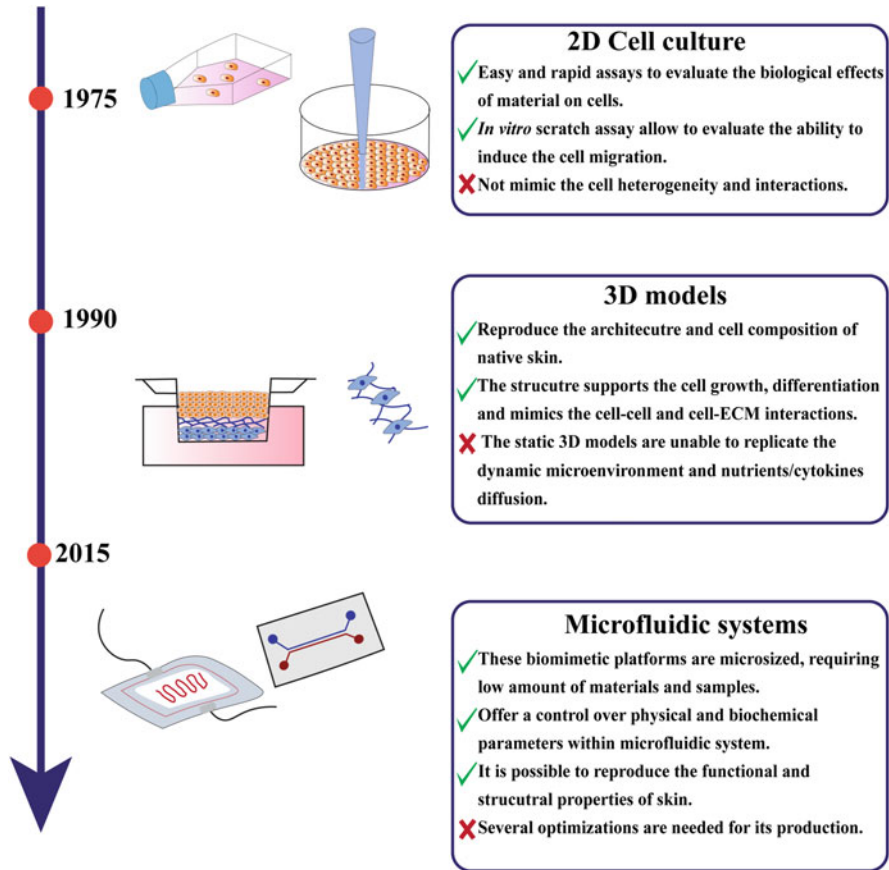 1975
2D Cell culture
Easy and rapid assays to evaluate the biological effects
of material on cells.
In vitro scratch assay allow to evaluate the ability to
induce the cell migration.
Not mimic the cell heterogeneity and interactions.
1990
3D models
Reproduce the architecutre and cell composition of
native skin.
The strucutre supports the cell growth, differentiation
and mimics the cell-cell and cell-ECM interactions.
The static 3D models are unable to replicate the
dynamic microenvironment and nutrients/cytokines
diffusion.
2015
Microfluidic systems
These biomimetic platforms are microsized, requiring
low amount of materials and samples.
Offer a control over physical and biochemical
parameters within microfluidic system.
It is possible to reproduce the functional and
strucutral properties of skin.
Several optimizations are needed for its production.